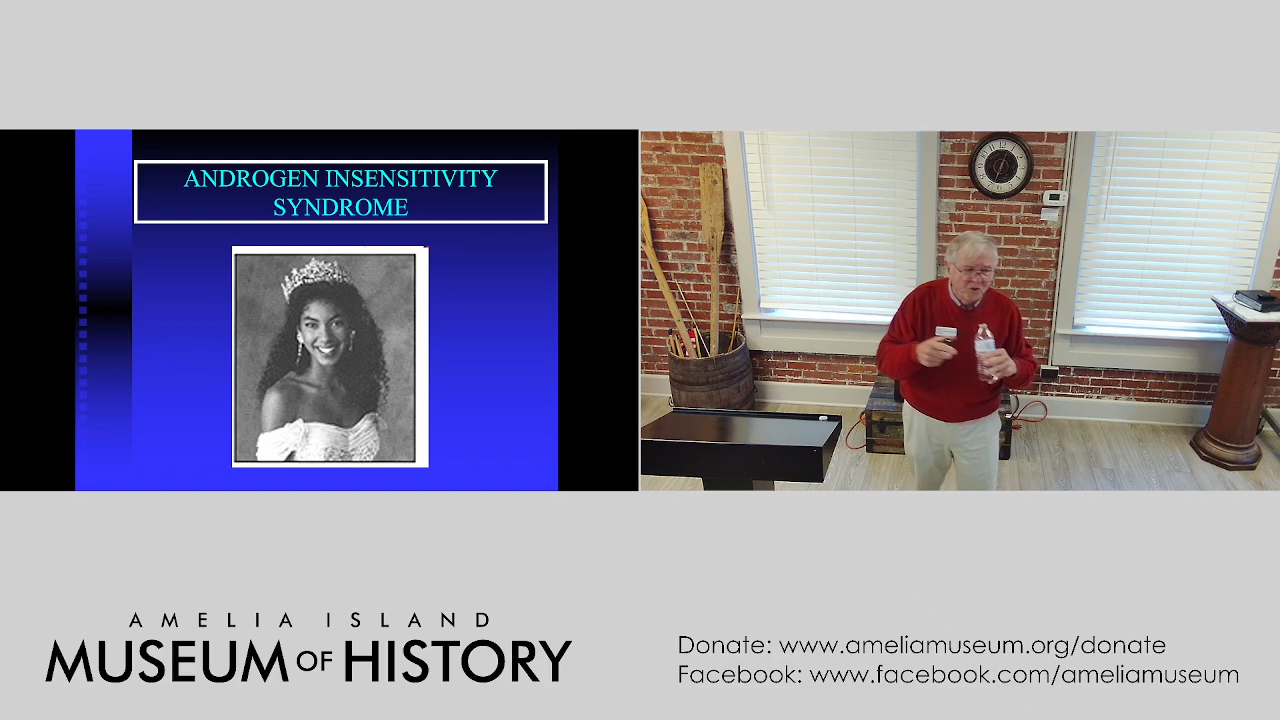 ANDROGEN INSENSITIVITY
SYNDROME
AMELIA ISLAND
MUSEUM OF HISTORY
Donate: www.ameliamuseum.org/donate
Facebook: www.facebook.com/ameliamuseum